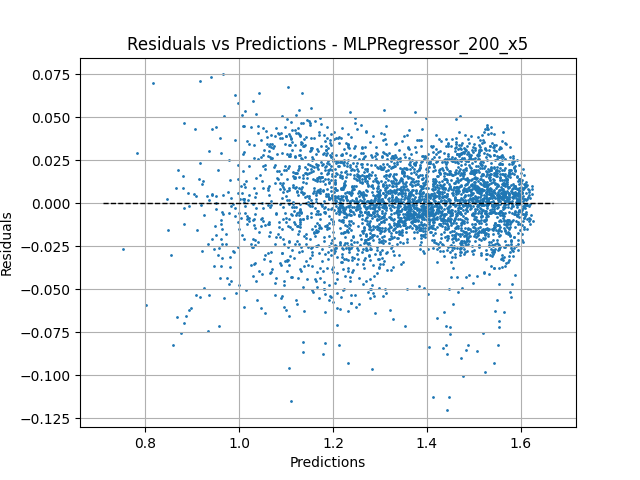 Residuals vs Predictions - MLPRegressor_200_x5
0.075
0.050
0.025
0.000
−0.025
−0.050
−0.075
−0.100
−0.125
Residuals
0.8 1.0 1.2 1.4 1.6
Predictions